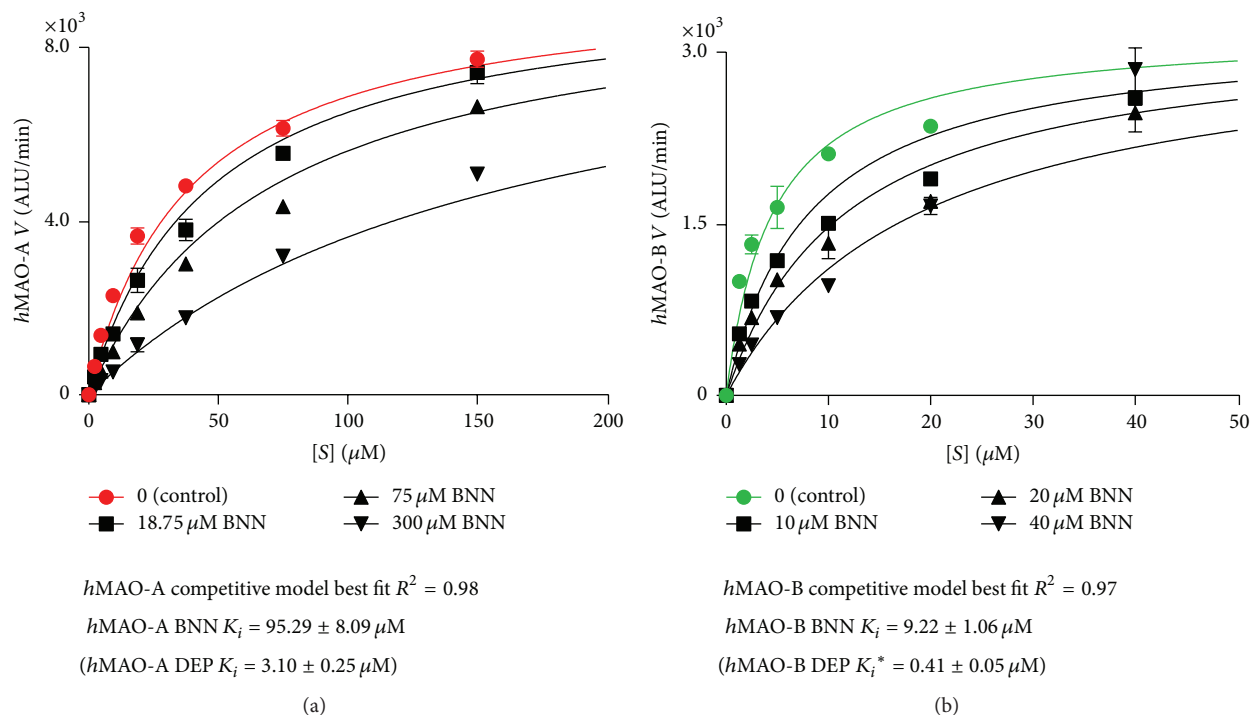 ×10³
8.0
4.0
0
hMAO-A V (ALU/min)
0 50 100 150 200
[S] (μM)
0 (control)
18.75 μM BNN
75 μM BNN
300 μM BNN
hMAO-A competitive model best fit R² = 0.98
hMAO-A BNN Kᵢ = 95.29 ± 8.09 μM
(hMAO-A DEP Kᵢ = 3.10 ± 0.25 μM)
(a)
×10³
3.0
1.5
0
hMAO-B V (ALU/min)
0 10 20 30 40 50
[S] (μM)
0 (control)
10 μM BNN
20 μM BNN
40 μM BNN
hMAO-B competitive model best fit R² = 0.97
hMAO-B BNN Kᵢ = 9.22 ± 1.06 μM
(hMAO-B DEP Kᵢ* = 0.41 ± 0.05 μM)
(b)